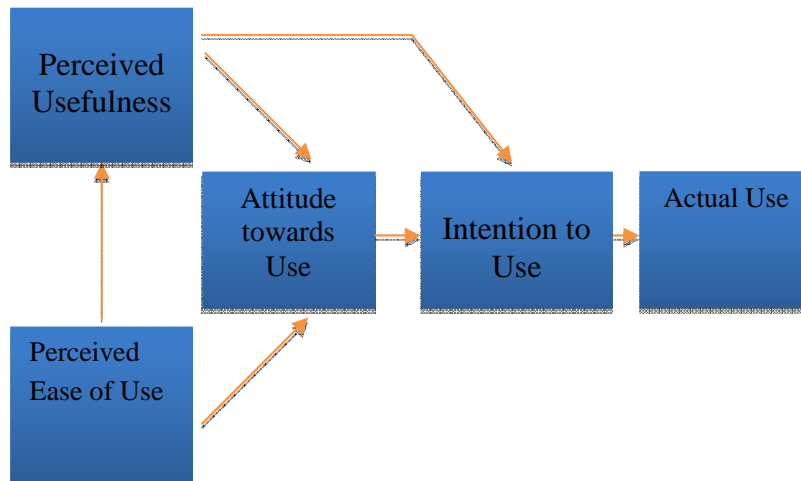 Perceived
Usefulness
Attitude
towards
Use
Intention to
Use
Actual Use
Perceived
Ease of Use